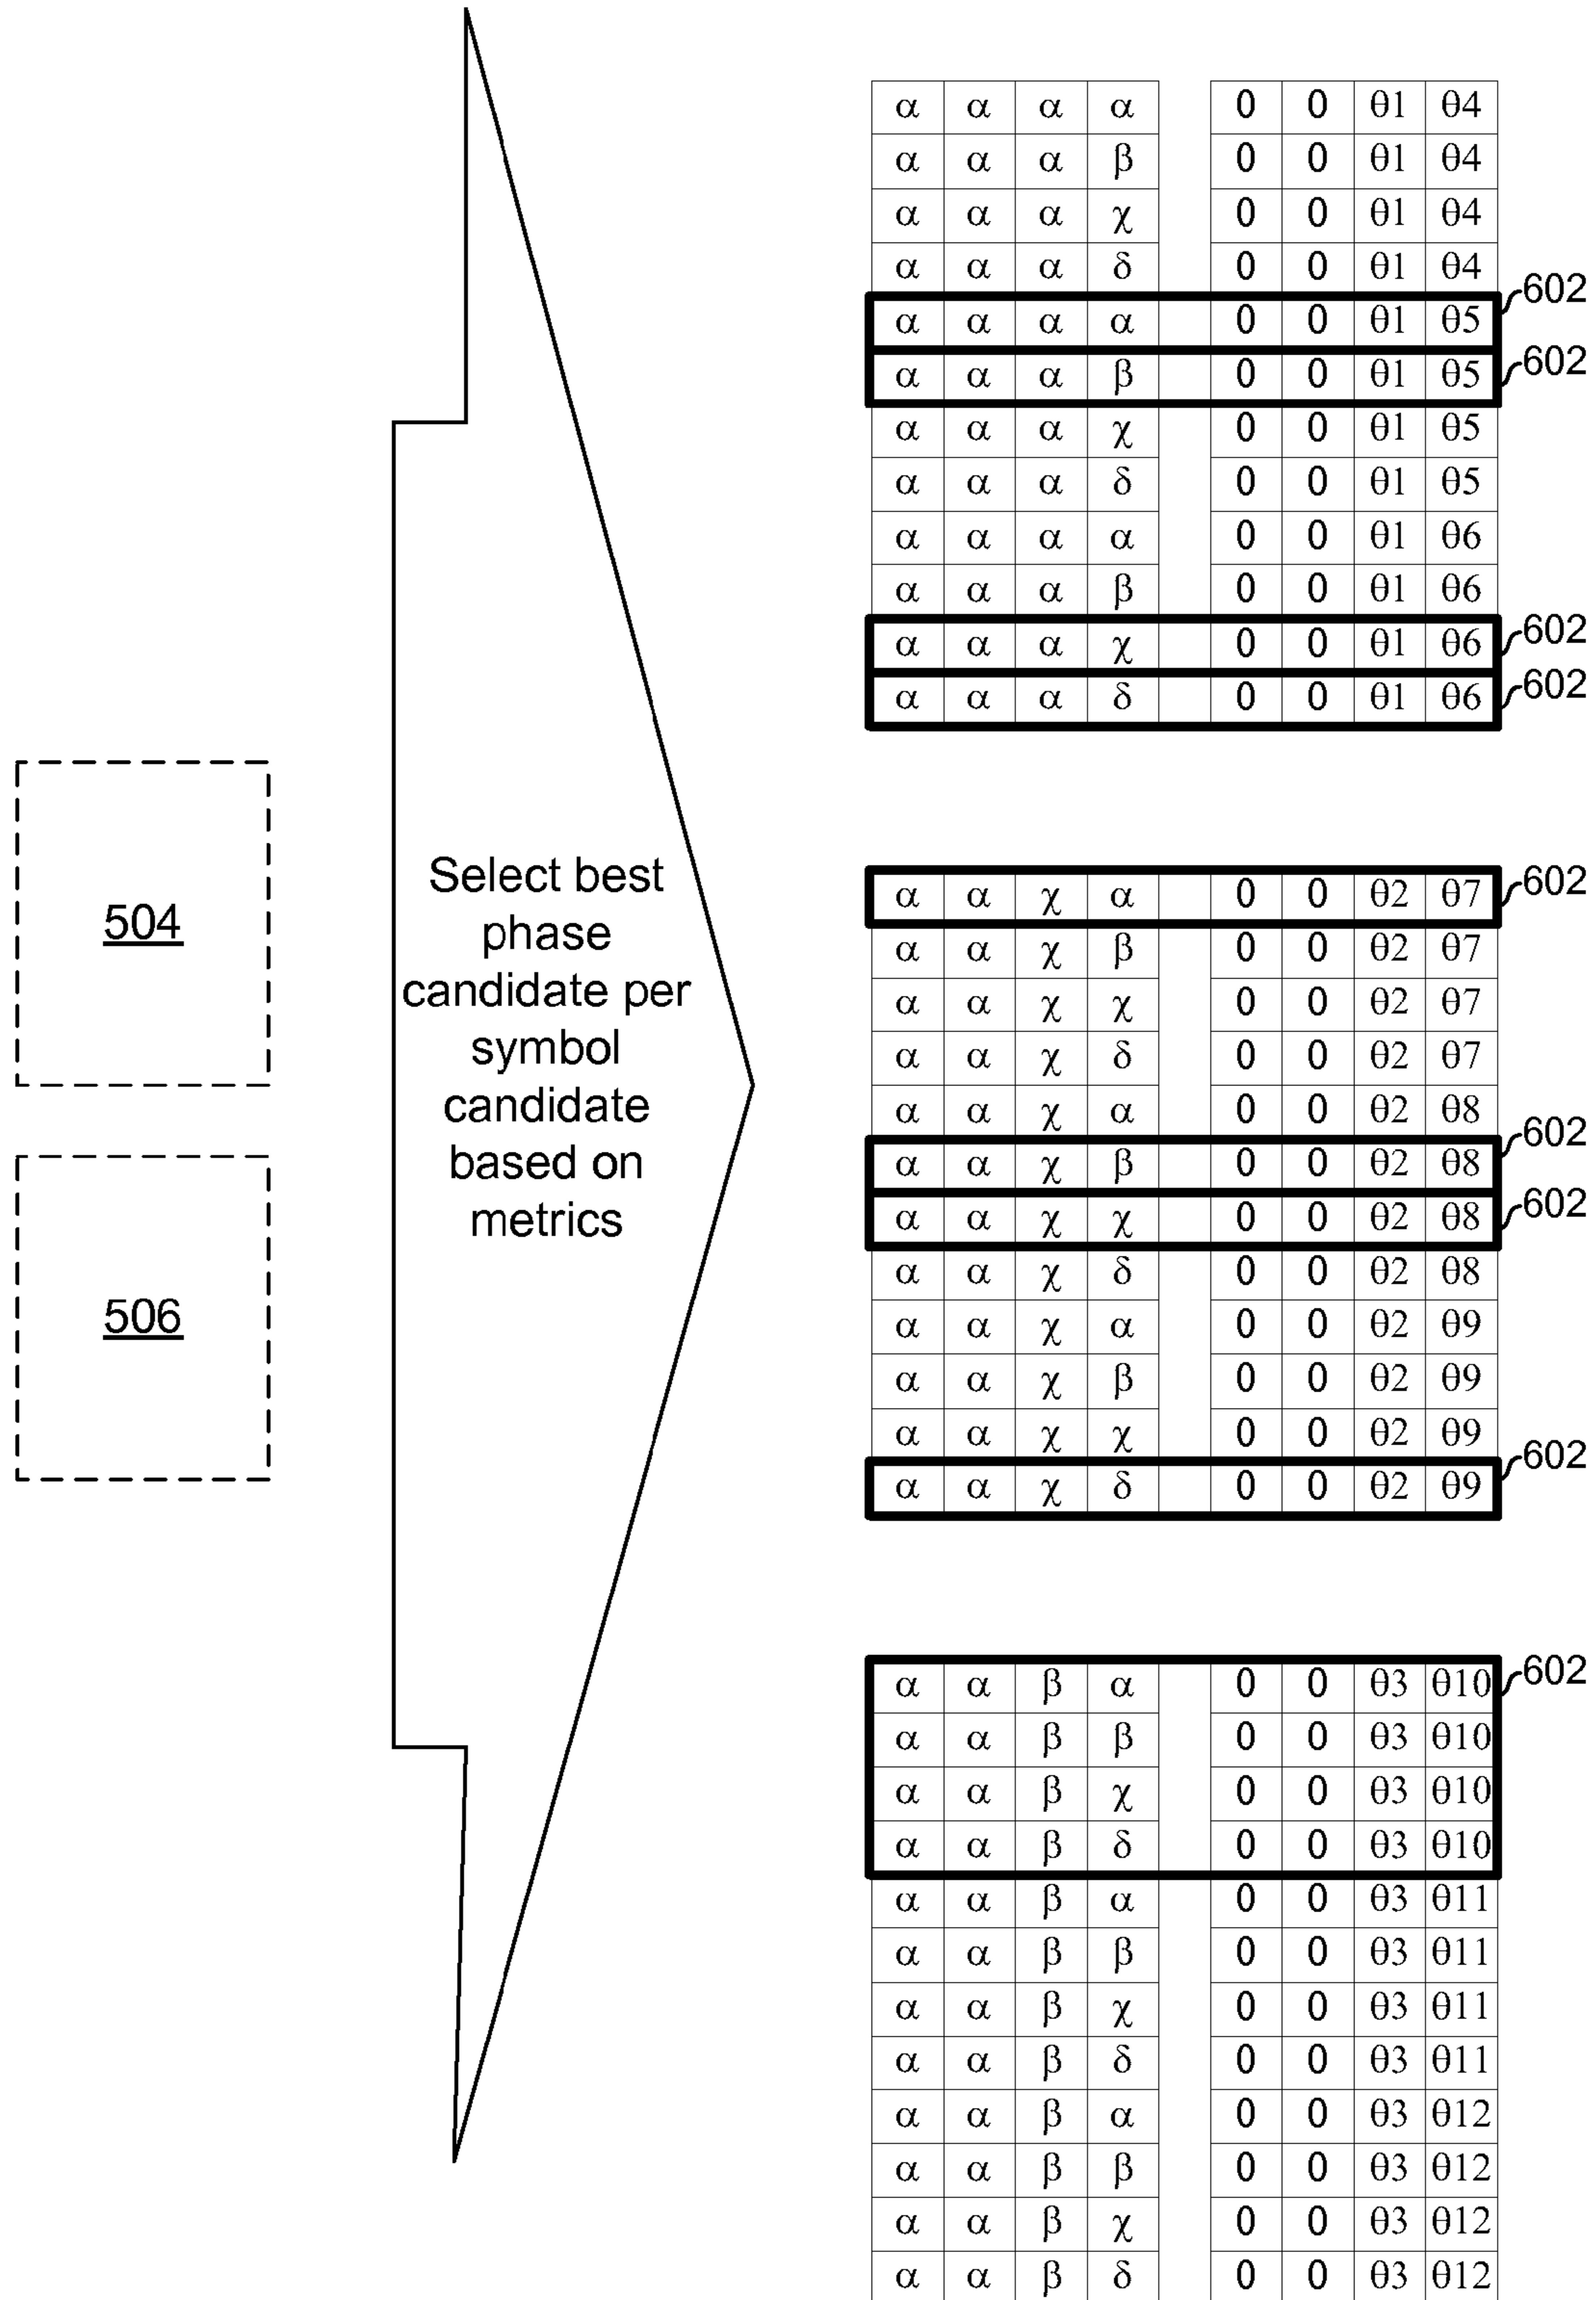 504
506
Select best
phase
candidate per
symbol
candidate
based on
metrics
α α α α 0 0 θ1 θ4
α α α β 0 0 θ1 θ4
α α α χ 0 0 θ1 θ4
α α α δ 0 0 θ1 θ4
α α α α 0 0 θ1 θ5 602
α α α β 0 0 θ1 θ5 602
α α α χ 0 0 θ1 θ5
α α α δ 0 0 θ1 θ5
α α α α 0 0 θ1 θ6
α α α β 0 0 θ1 θ6
α α α χ 0 0 θ1 θ6 602
α α α δ 0 0 θ1 θ6 602
α α χ α 0 0 θ2 θ7 602
α α χ β 0 0 θ2 θ7
α α χ χ 0 0 θ2 θ7
α α χ δ 0 0 θ2 θ7
α α χ α 0 0 θ2 θ8
α α χ β 0 0 θ2 θ8 602
α α χ χ 0 0 θ2 θ8 602
α α χ δ 0 0 θ2 θ8
α α χ α 0 0 θ2 θ9
α α χ β 0 0 θ2 θ9
α α χ χ 0 0 θ2 θ9
α α χ δ 0 0 θ2 θ9 602
α α β α 0 0 θ3 θ10 602
α α β β 0 0 θ3 θ10
α α β χ 0 0 θ3 θ10
α α β δ 0 0 θ3 θ10
α α β α 0 0 θ3 θ11
α α β β 0 0 θ3 θ11
α α β χ 0 0 θ3 θ11
α α β δ 0 0 θ3 θ11
α α β α 0 0 θ3 θ12
α α β β 0 0 θ3 θ12
α α β χ 0 0 θ3 θ12
α α β δ 0 0 θ3 θ12